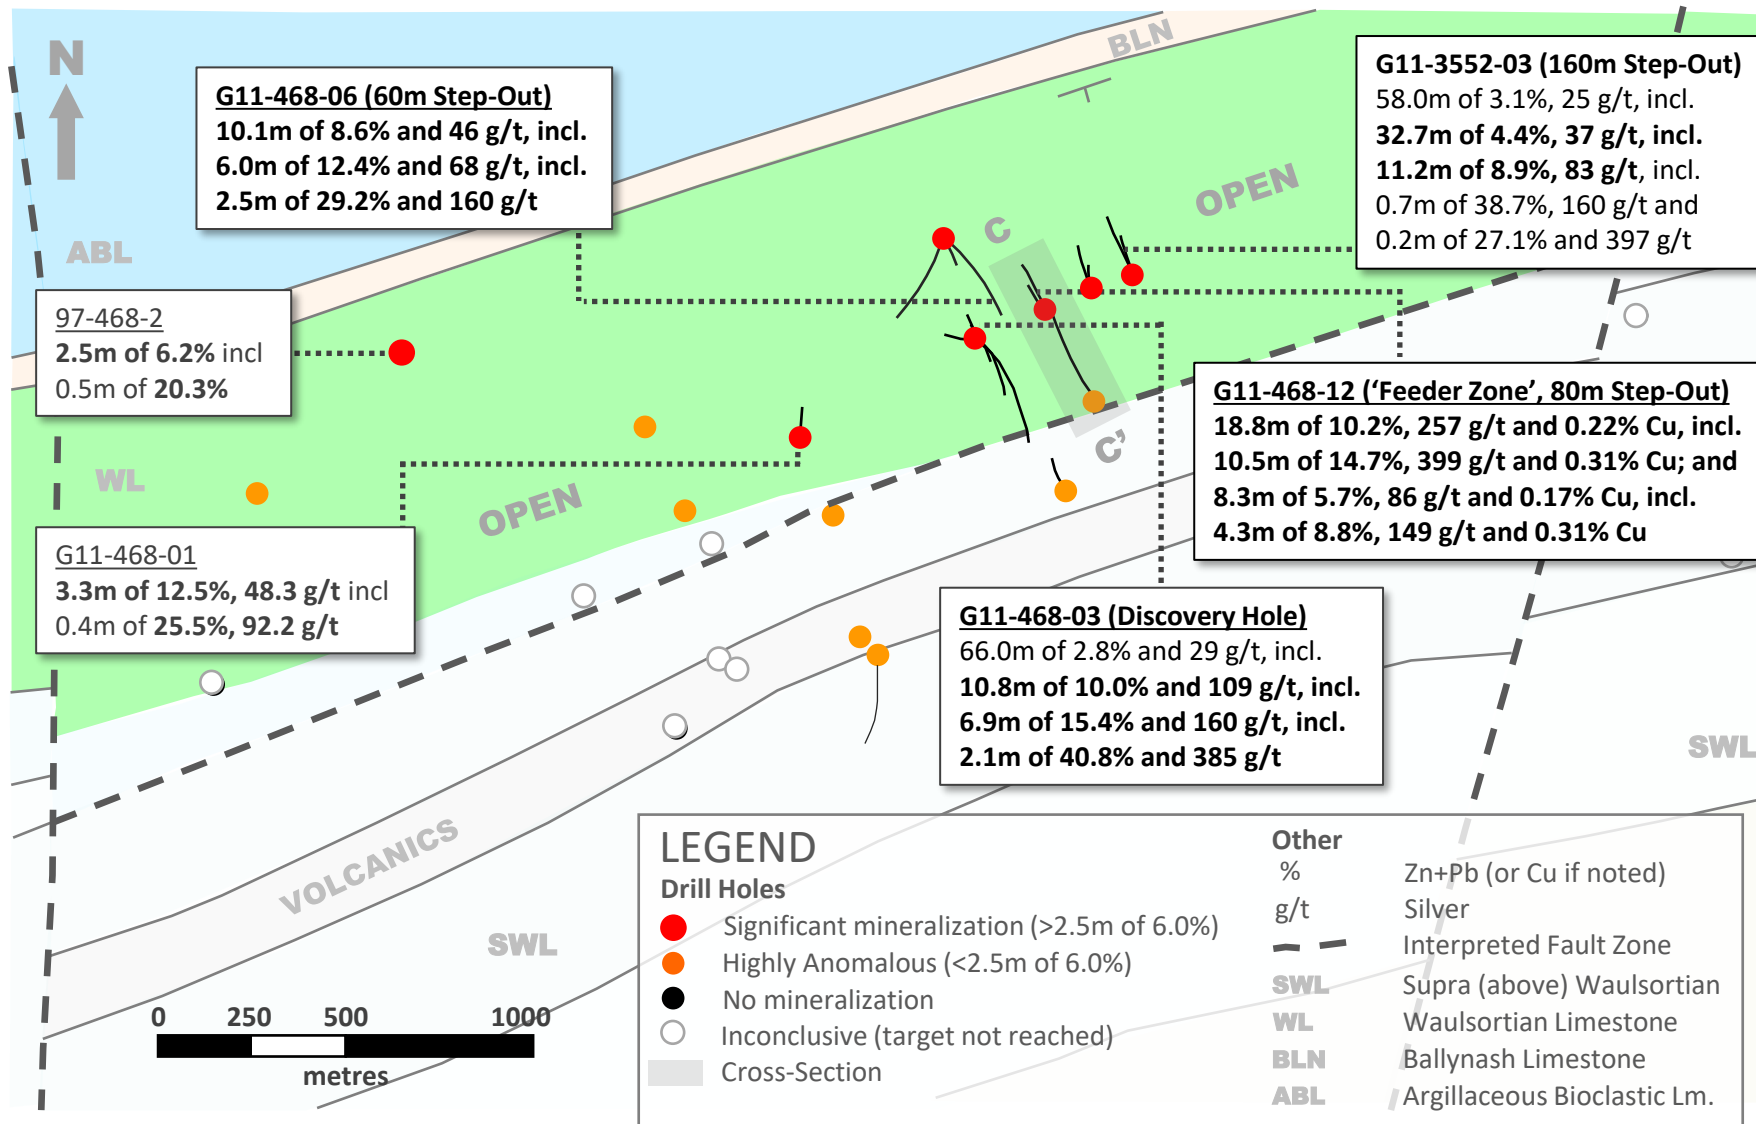 N
BLN
G11-468-06 (60m Step-Out)
10.1m of 8.6% and 46 g/t, incl.
6.0m of 12.4% and 68 g/t, incl.
2.5m of 29.2% and 160 g/t
G11-3552-03 (160m Step-Out)
58.0m of 3.1%, 25 g/t, incl.
32.7m of 4.4%, 37 g/t, incl.
11.2m of 8.9%, 83 g/t, incl.
0.7m of 38.7%, 160 g/t and
0.2m of 27.1% and 397 g/t
OPEN
C
ABL
97-468-2
2.5m of 6.2% incl
0.5m of 20.3%
G11-468-12 (‘Feeder Zone’, 80m Step-Out)
18.8m of 10.2%, 257 g/t and 0.22% Cu, incl.
10.5m of 14.7%, 399 g/t and 0.31% Cu; and
8.3m of 5.7%, 86 g/t and 0.17% Cu, incl.
4.3m of 8.8%, 149 g/t and 0.31% Cu
C’
WL
OPEN
G11-468-01
3.3m of 12.5%, 48.3 g/t incl
0.4m of 25.5%, 92.2 g/t
G11-468-03 (Discovery Hole)
66.0m of 2.8% and 29 g/t, incl.
10.8m of 10.0% and 109 g/t, incl.
6.9m of 15.4% and 160 g/t, incl.
2.1m of 40.8% and 385 g/t
SWL
VOLCANICS
SWL
0 250 500 1000
metres
LEGEND
Drill Holes
Significant mineralization (>2.5m of 6.0%)
Highly Anomalous (<2.5m of 6.0%)
No mineralization
Inconclusive (target not reached)
Cross-Section
Other
% Zn+Pb (or Cu if noted)
g/t Silver
Interpreted Fault Zone
SWL Supra (above) Waulsortian
WL Waulsortian Limestone
BLN Ballynash Limestone
ABL Argillaceous Bioclastic Lm.